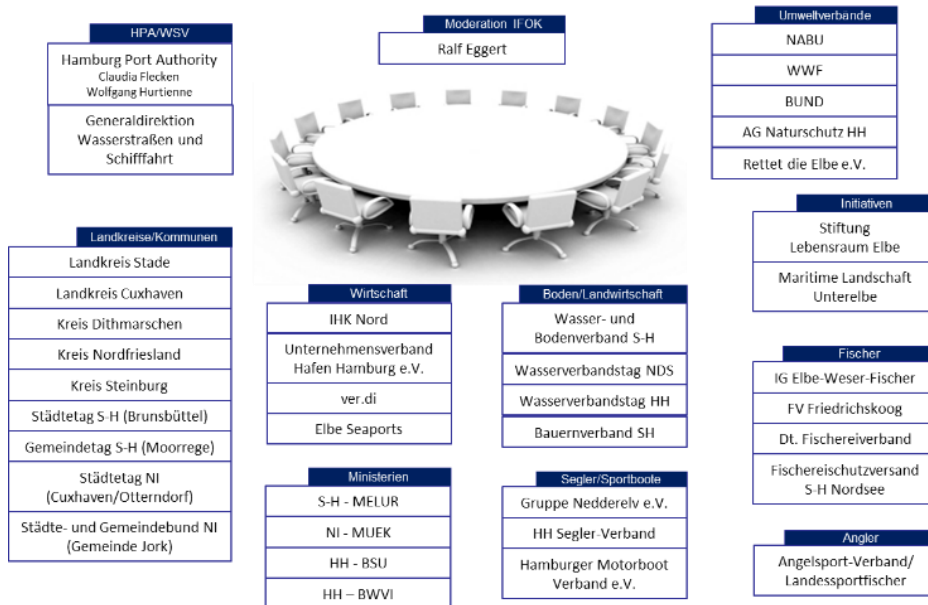 HPA/WSV
Hamburg Port Authority
Claudia Flecken
Wolfgang Hurtienne
Generaldirektion
Wasserstraßen und
Schifffahrt
Moderation IFOK
Ralf Eggert
Umweltverbände
NABU
WWF
BUND
AG Naturschutz HH
Rettet die Elbe e.V.
Initiativen
Stiftung
Lebensraum Elbe
Maritime Landschaft
Unterelbe
Landkreise/Kommunen
Landkreis Stade
Landkreis Cuxhaven
Kreis Dithmarschen
Kreis Nordfriesland
Kreis Steinburg
Städtetag S-H (Brunsbüttel)
Gemeindetag S-H (Moorrege)
Städtetag NI
(Cuxhaven/Otterndorf)
Städte- und Gemeindebund NI
(Gemeinde Jork)
Wirtschaft
IHK Nord
Unternehmensverband
Hafen Hamburg e.V.
ver.di
Elbe Seaports
Boden/Landwirtschaft
Wasser- und
Bodenverband S-H
Wasserverbandstag NDS
Wasserverbandstag HH
Bauernverband SH
Fischer
IG Elbe-Weser-Fischer
FV Friedrichskoog
Dt. Fischereiverband
Fischereischutzversand
S-H Nordsee
Ministerien
S-H - MELUR
NI - MUEK
HH - BSU
HH – BWVI
Segler/Sportboote
Gruppe Nedderelv e.V.
HH Segler-Verband
Hamburger Motorboot
Verband e.V.
Angler
Angelsport-Verband/
Landessportfischer